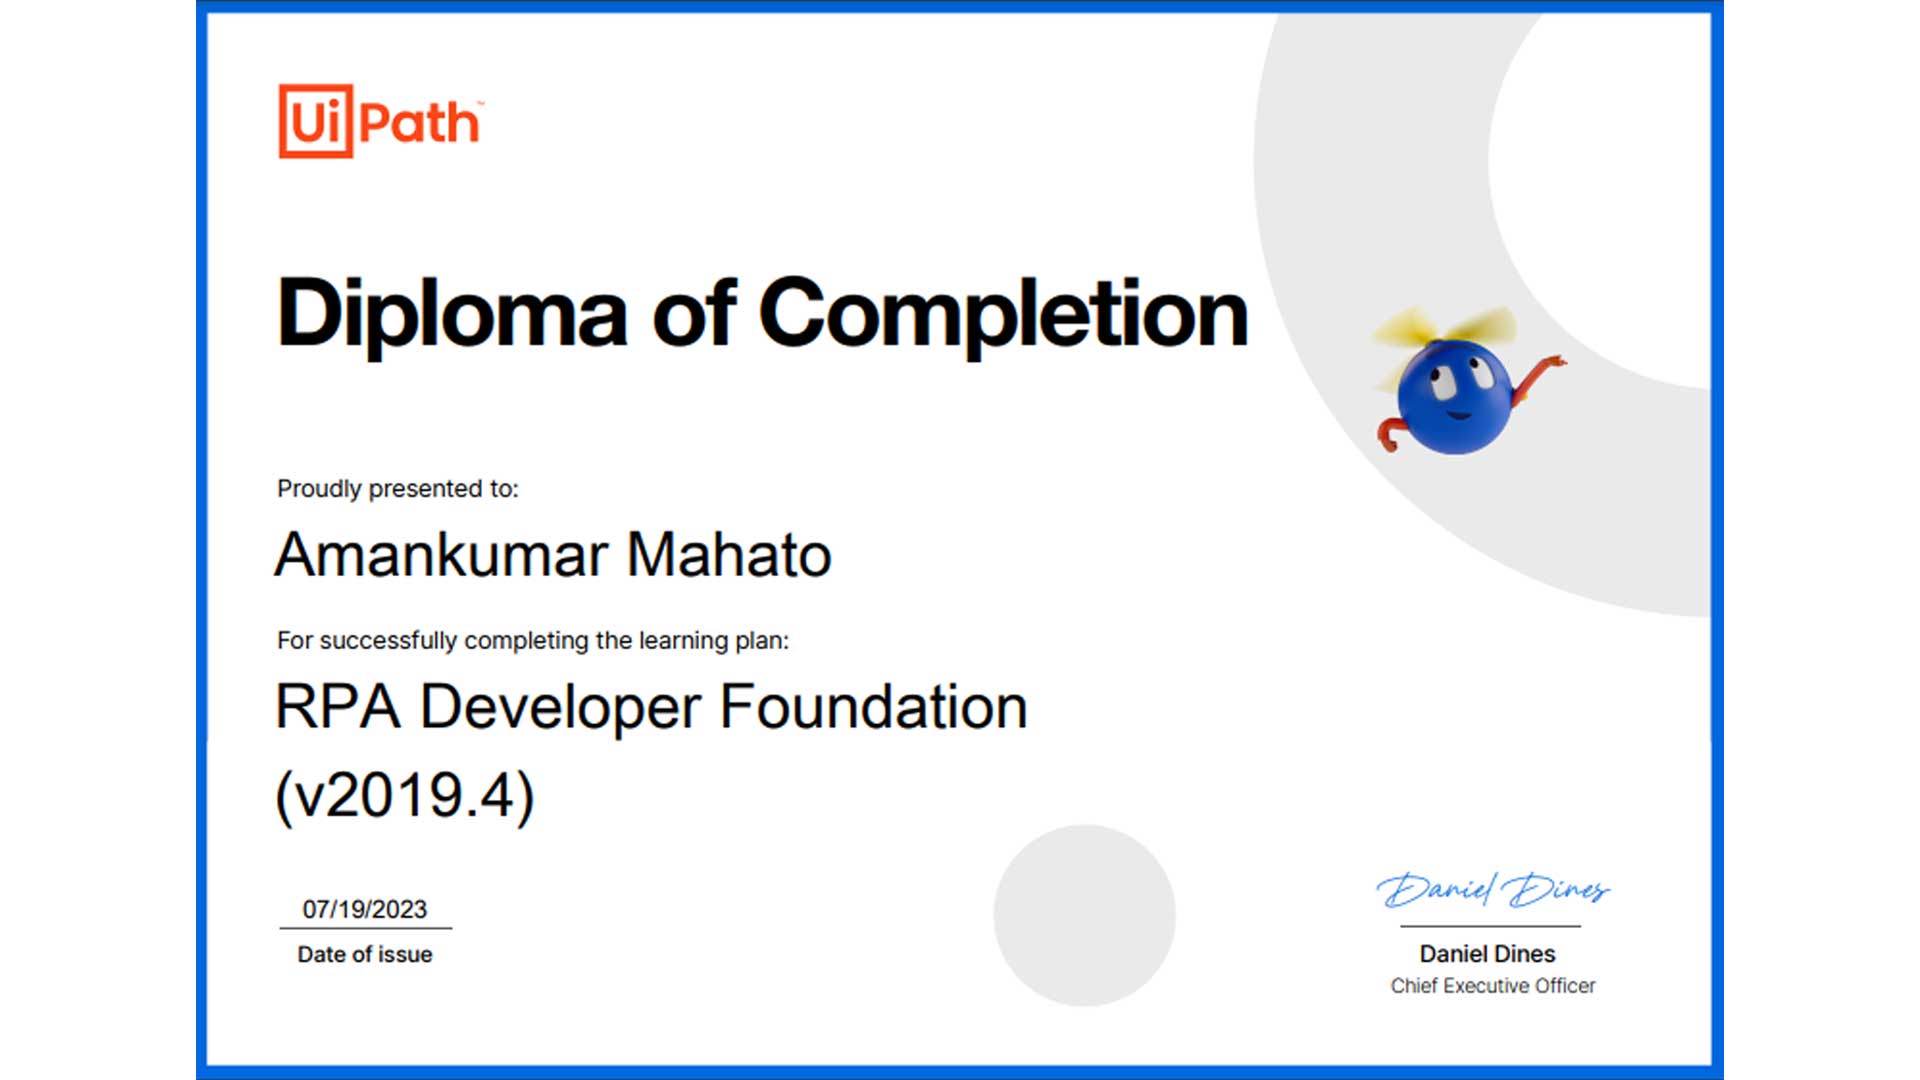 UiPath™
Diploma of Completion
Proudly presented to:
Amankumar Mahato
For successfully completing the learning plan:
RPA Developer Foundation
(v2019.4)
07/19/2023
Date of issue
Daniel Dines
Daniel Dines
Chief Executive Officer